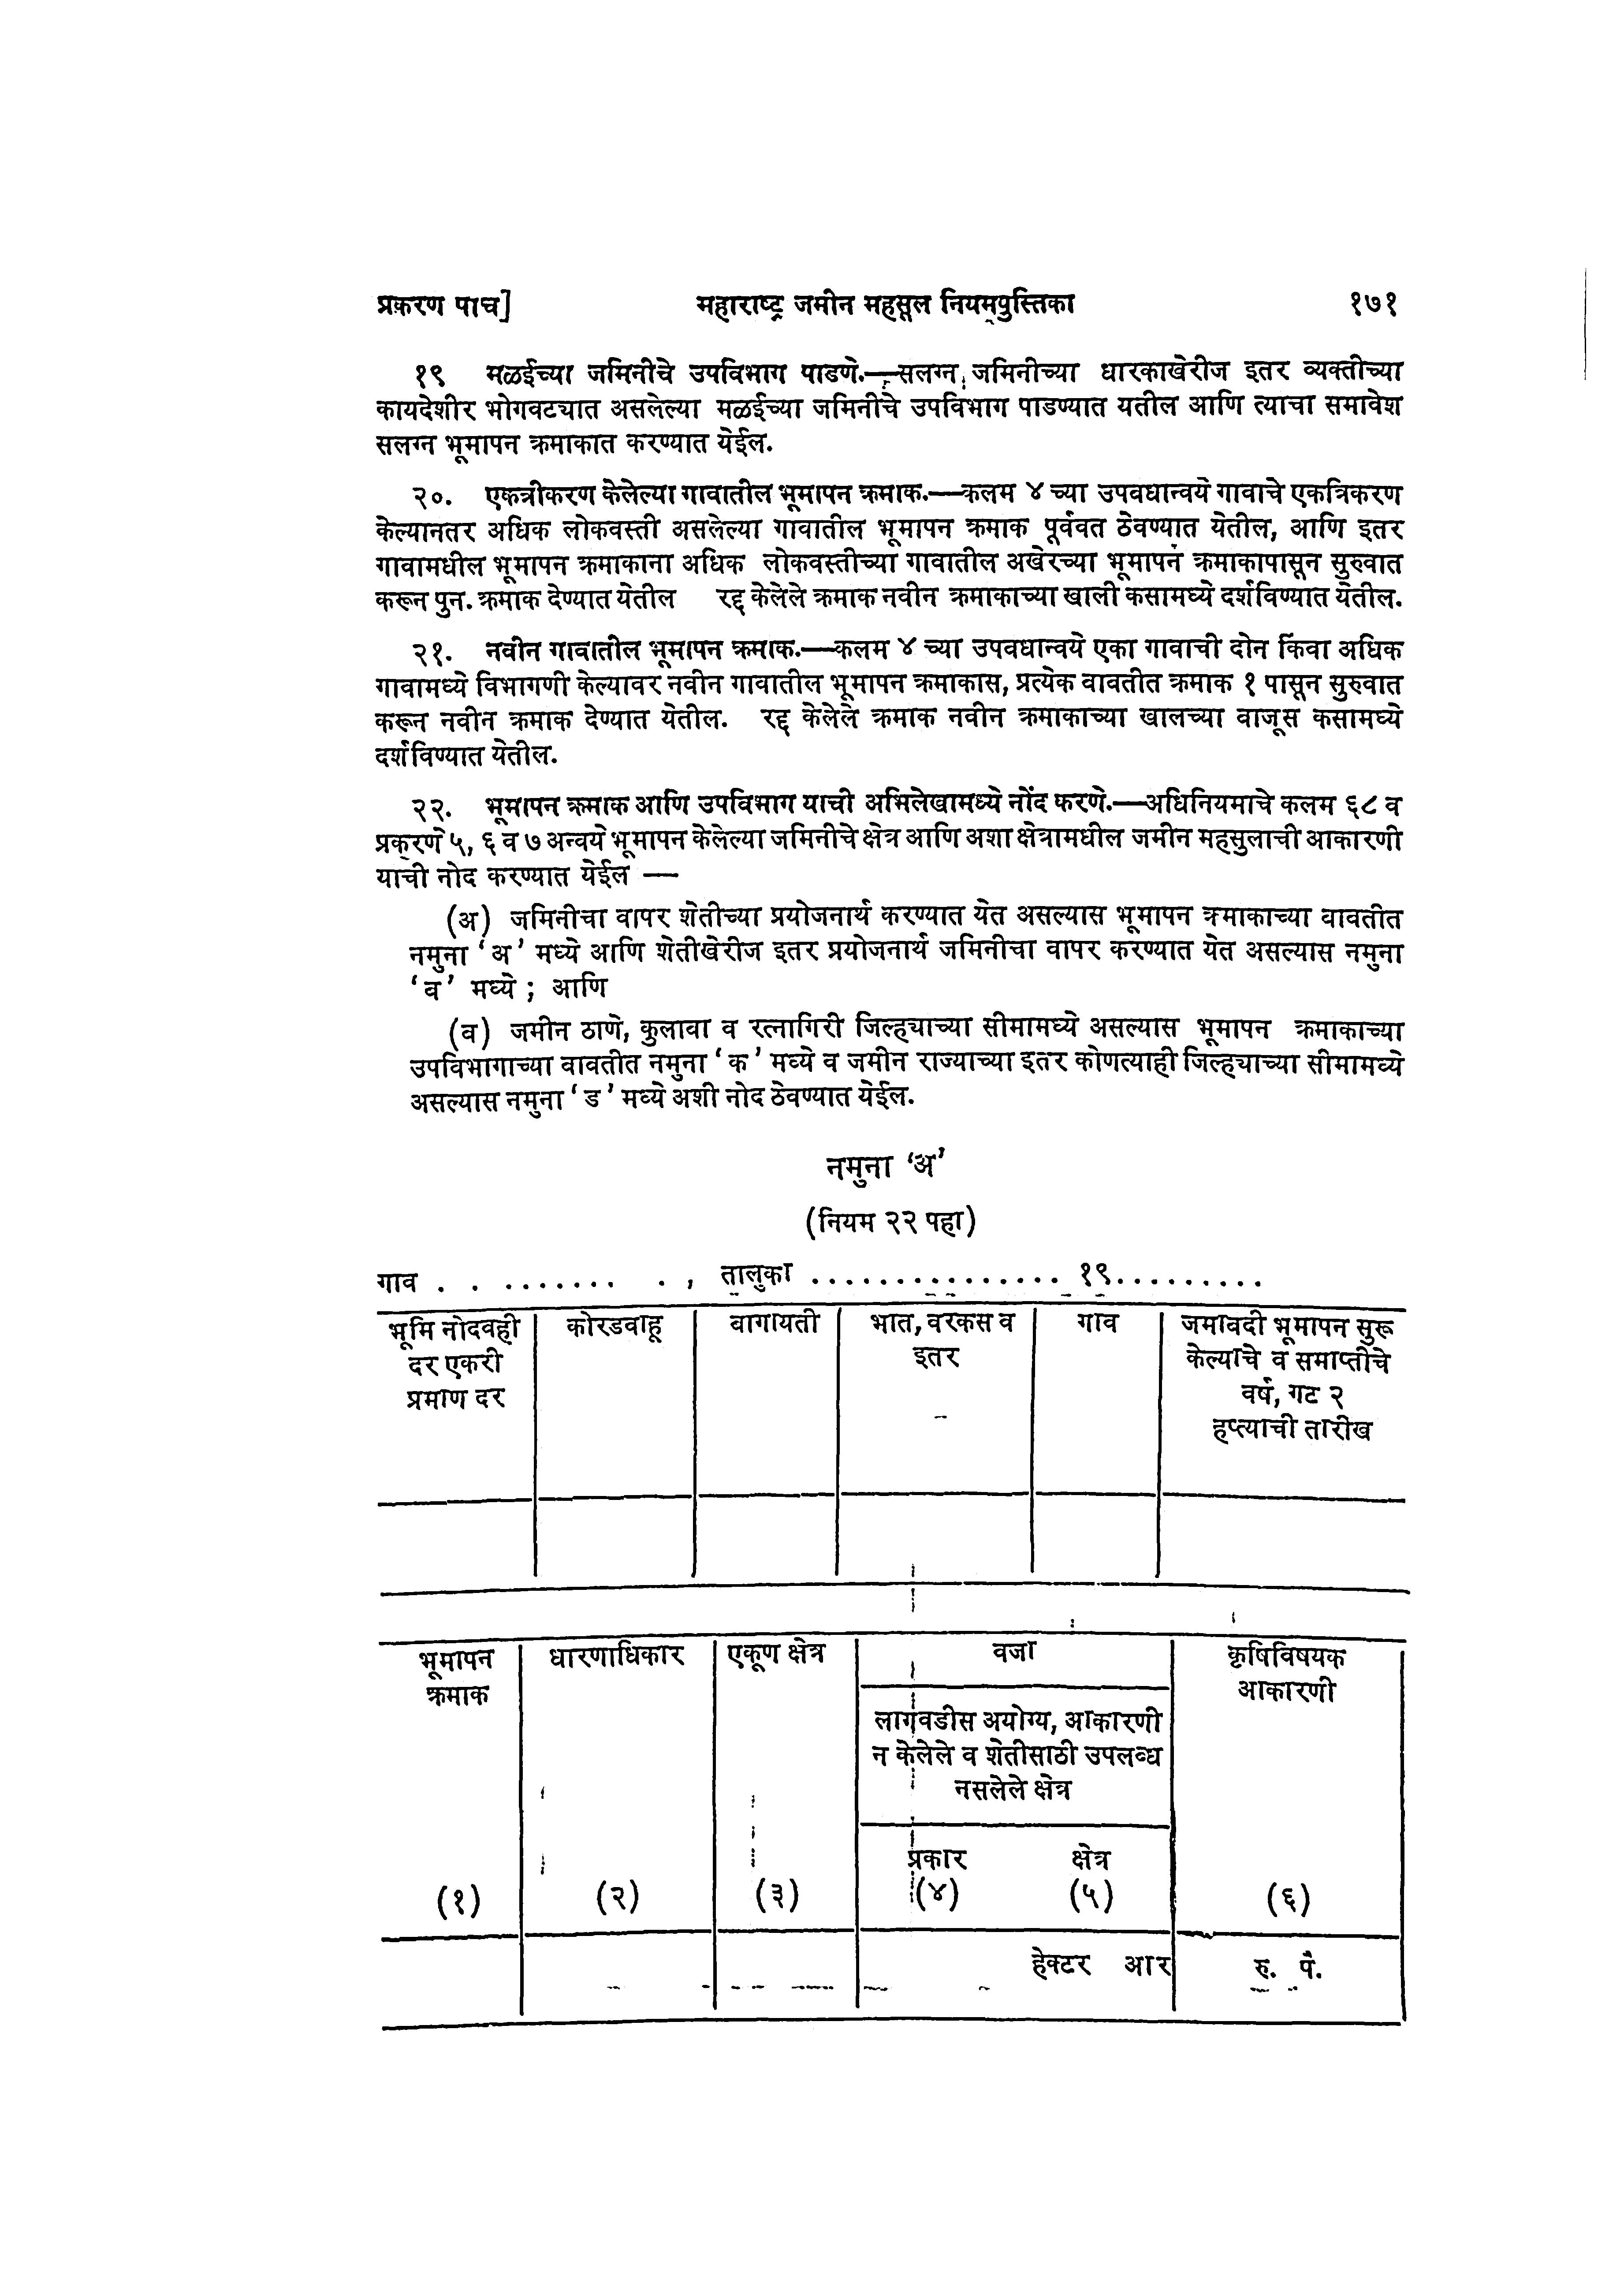 प्रकरण पाच] महाराष्ट्र जमीन महसूल नियमपुस्तिका १७१
१९ मळईच्या जमिनीचे उपविभाग पाडणे.—सलग्न जमिनीच्या धारकाखेरीज इतर व्यक्तीच्या
कायदेशीर भोगवट्यात असलेल्या मळईच्या जमिनीचे उपविभाग पाडण्यात यतील आणि त्याचा समावेश
सलग्न भूमापन क्रमाकात करण्यात येईल.
२०. एकत्रीकरण केलेल्या गावातील भूमापन क्रमाक.—कलम ४ च्या उपवधान्वये गावाचे एकत्रिकरण
केल्यानतर अधिक लोकवस्ती असलेल्या गावातील भूमापन क्रमाक पूर्ववत ठेवण्यात येतील, आणि इतर
गावामधील भूमापन क्रमाकाना अधिक लोकवस्तीच्या गावातील अखेरच्या भूमापन क्रमाकापासून सुरुवात
करून पुन. क्रमाक देण्यात येतील रद्द केलेले क्रमाक नवीन क्रमाकाच्या खाली कसामध्ये दर्शविण्यात येतील.
२१. नवीन गावातील भूमापन क्रमाक.—कलम ४ च्या उपवधान्वये एका गावाची दोन किंवा अधिक
गावामध्ये विभागणी केल्यावर नवीन गावातील भूमापन क्रमाकास, प्रत्येक वावतीत क्रमाक १ पासून सुरुवात
करून नवीन क्रमाक देण्यात येतील. रद्द केलेले क्रमाक नवीन क्रमाकाच्या खालच्या वाजूस कसामध्ये
दर्शविण्यात येतील.
२२. भूमापन क्रमाक आणि उपविभाग याची अभिलेखामध्ये नोंद करणे.—अधिनियमाचे कलम ६८ व
प्रकरणे ५, ६ व ७ अन्वये भूमापन केलेल्या जमिनीचे क्षेत्र आणि अशा क्षेत्रामधील जमीन महसुलाची आकारणी
याची नोद करण्यात येईल —
(अ) जमिनीचा वापर शेतीच्या प्रयोजनार्थ करण्यात येत असल्यास भूमापन क्रमाकाच्या वावतीत
नमुना ‘अ’ मध्ये आणि शेतीखेरीज इतर प्रयोजनार्थ जमिनीचा वापर करण्यात येत असल्यास नमुना
‘व’ मध्ये ; आणि
(व) जमीन ठाणे, कुलावा व रत्नागिरी जिल्ह्याच्या सीमामध्ये असल्यास भूमापन क्रमाकाच्या
उपविभागाच्या वावतीत नमुना ‘क’ मध्ये व जमीन राज्याच्या इतर कोणत्याही जिल्ह्याच्या सीमामध्ये
असल्यास नमुना ‘ड’ मध्ये अशी नोद ठेवण्यात येईल.
नमुना ‘अ’
(नियम २२ पहा)
गाव . . ........ . , तालुका ............... १९.........
भूमि नोदवही कोरडवाहू वागायती भात, वरकस व गाव जमावदी भूमापन सुरू
दर एकरी इतर केल्याचे व समाप्तीचे
प्रमाण दर वर्ष, गट २
हप्त्याची तारीख
भूमापन धारणाधिकार एकूण क्षेत्र वजा कृषिविषयक
क्रमाक आकारणी
लागवडीस अयोग्य, आकारणी
न केलेले व शेतीसाठी उपलव्ध
नसलेले क्षेत्र
प्रकार क्षेत्र
(१) (२) (३) (४) (५) (६)
हेक्टर आर रु. पै.